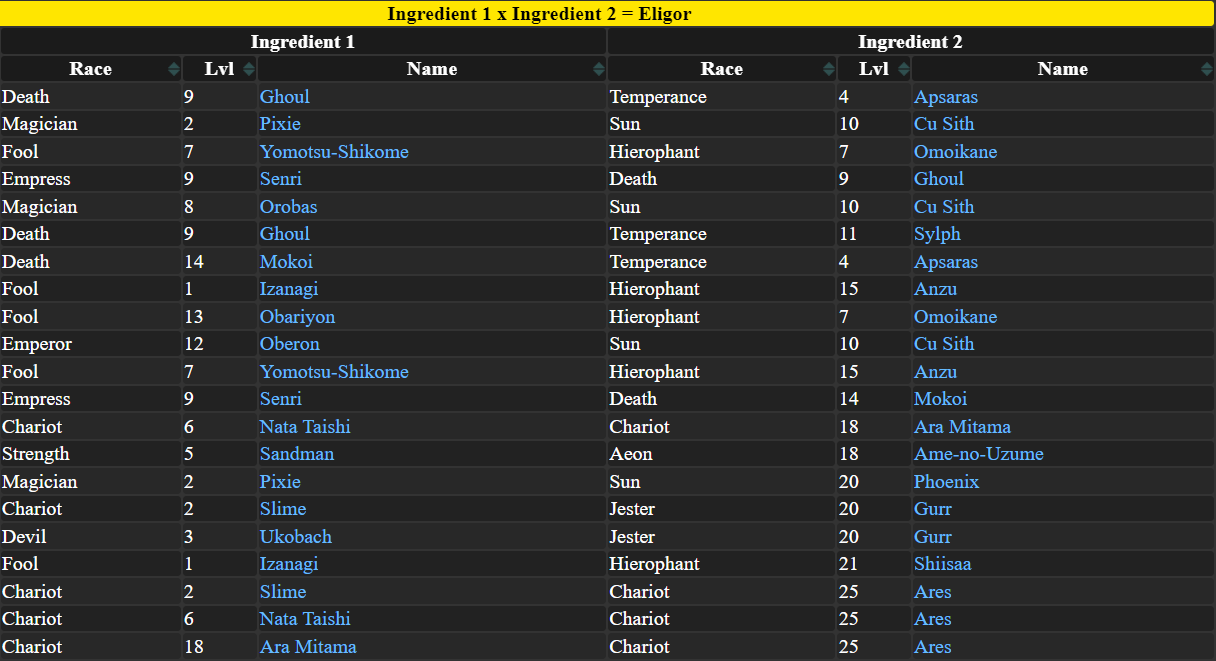 Ingredient 1 x Ingredient 2 = Eligor
Ingredient 1 Ingredient 2
Race Lvl Name Race Lvl Name
Death 9 Ghoul Temperance 4 Apsaras
Magician 2 Pixie Sun 10 Cu Sith
Fool 7 Yomotsu-Shikome Hierophant 7 Omoikane
Empress 9 Senri Death 9 Ghoul
Magician 8 Orobas Sun 10 Cu Sith
Death 9 Ghoul Temperance 11 Sylph
Death 14 Mokoi Temperance 4 Apsaras
Fool 1 Izanagi Hierophant 15 Anzu
Fool 13 Obariyon Hierophant 7 Omoikane
Emperor 12 Oberon Sun 10 Cu Sith
Fool 7 Yomotsu-Shikome Hierophant 15 Anzu
Empress 9 Senri Death 14 Mokoi
Chariot 6 Nata Taishi Chariot 18 Ara Mitama
Strength 5 Sandman Aeon 18 Ame-no-Uzume
Magician 2 Pixie Sun 20 Phoenix
Chariot 2 Slime Jester 20 Gurr
Devil 3 Ukobach Jester 20 Gurr
Fool 1 Izanagi Hierophant 21 Shiisaa
Chariot 2 Slime Chariot 25 Ares
Chariot 6 Nata Taishi Chariot 25 Ares
Chariot 18 Ara Mitama Chariot 25 Ares